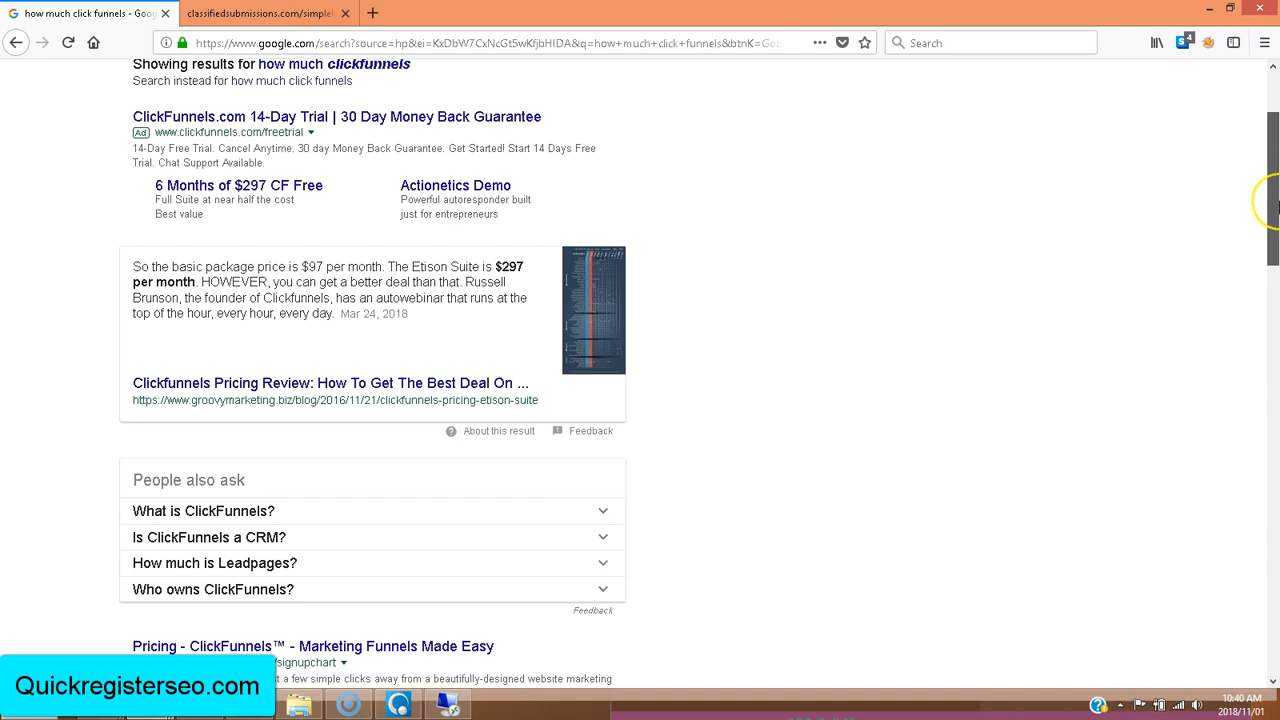 how much click funnels - Goo
classifiedsubmissions.com/simplel
https://www.google.com/search?source=hp&ei=KxDbW7CxNcGt5wKfjbHIDA&q=how+much+click+funnels&btnK=Go
Search
4
Showing results for how much clickfunnels
Search instead for how much click funnels
ClickFunnels.com 14-Day Trial | 30 Day Money Back Guarantee
Ad www.clickfunnels.com/freetrial
14-Day Free Trial. Cancel Anytime. 30 day Money Back Guarantee. Get Started! Start 14 Days Free
Trial. Chat Support Available.
6 Months of $297 CF Free
Full Suite at near half the cost
Best value
Actionetics Demo
Powerful autoresponder built
just for entrepreneurs
So the basic package price is $97 per month. The Etison Suite is $297
per month. HOWEVER, you can get a better deal than that. Russell
Brunson, the founder of Clickfunnels, has an autowebinar that runs at the
top of the hour, every hour, every day. Mar 24, 2018
Clickfunnels Pricing Review: How To Get The Best Deal On ...
https://www.groovymarketing.biz/blog/2016/11/21/clickfunnels-pricing-etison-suite
About this result Feedback
People also ask
What is ClickFunnels?
Is ClickFunnels a CRM?
How much is Leadpages?
Who owns ClickFunnels?
Feedback
Pricing - ClickFunnels™ - Marketing Funnels Made Easy
/signupchart
t a few simple clicks away from a beautifully-designed website marketing
Quickregisterseo.com
10:40 AM
2018/11/01